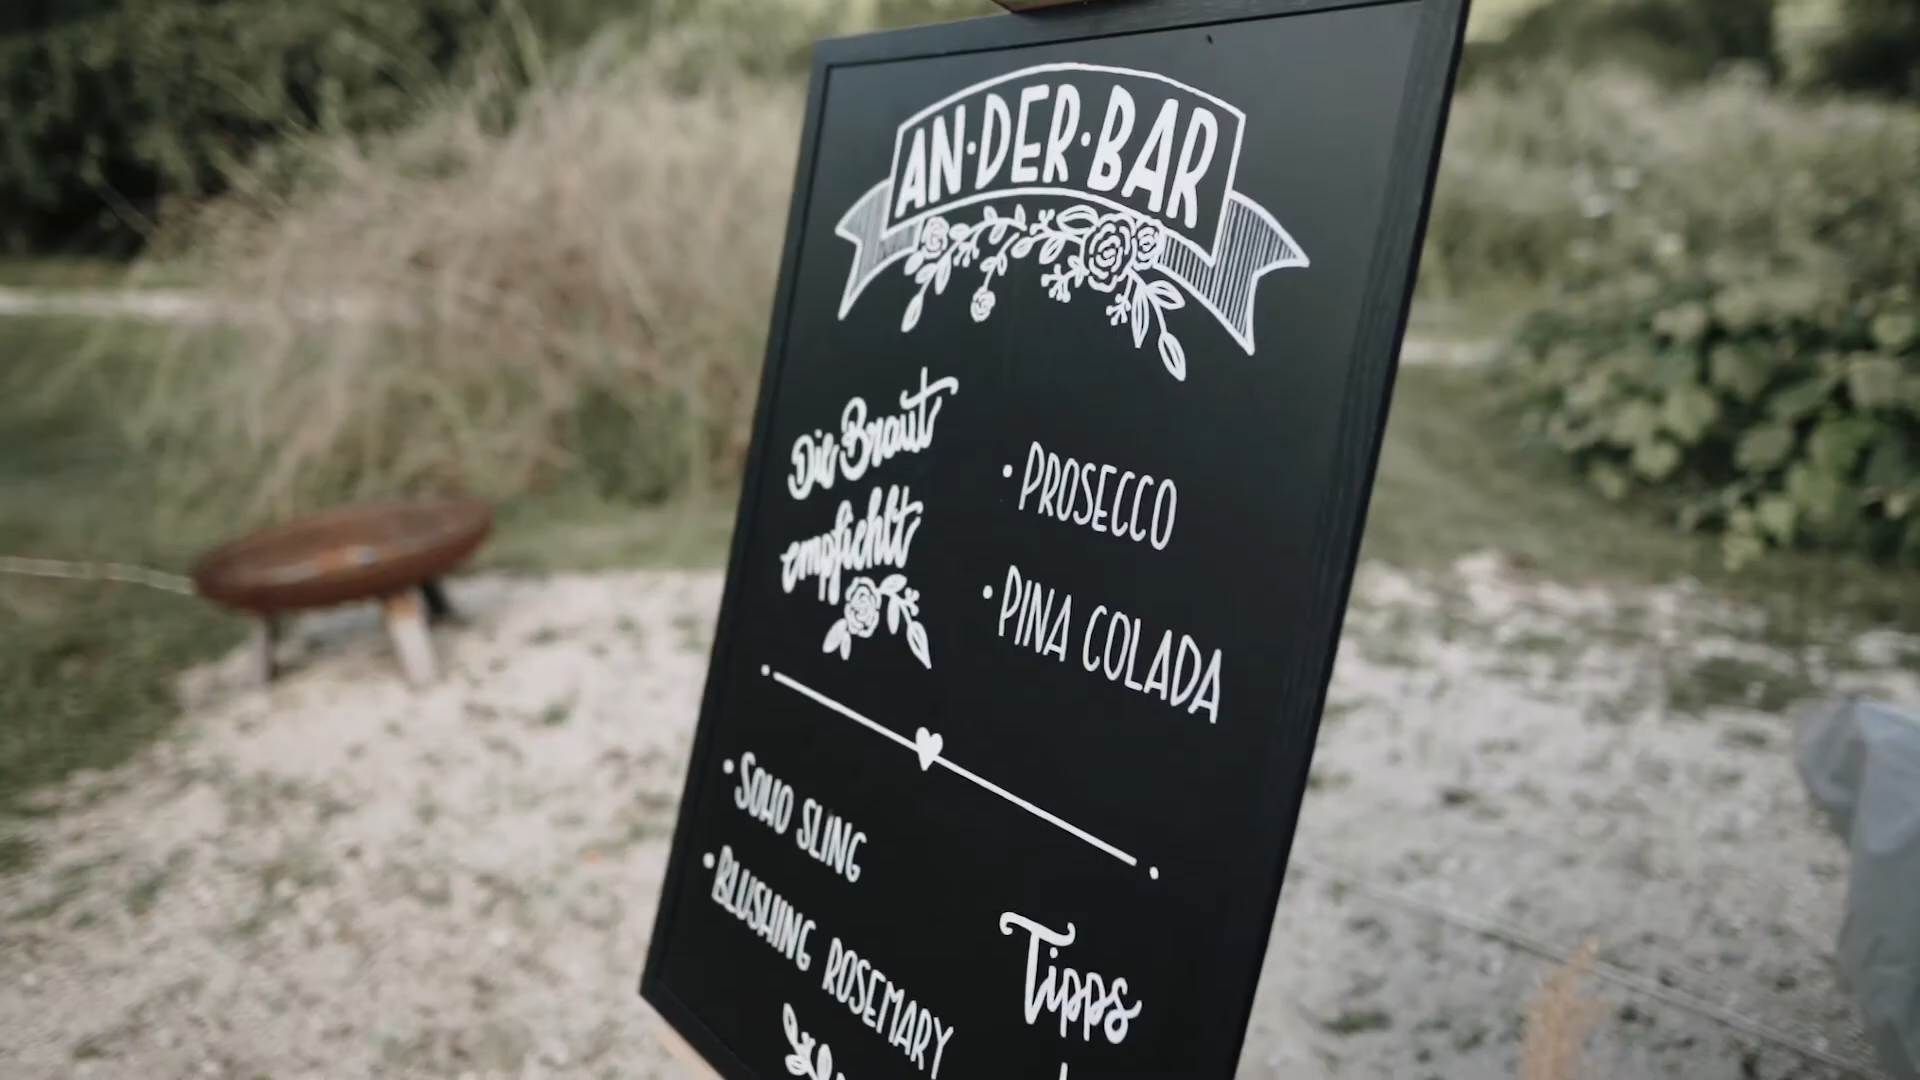 AN·DER·BAR
Die Braut
empfiehlt
• PROSECCO
• PINA COLADA
• SOHO SLING
• BLUSHING ROSEMARY
Tipps